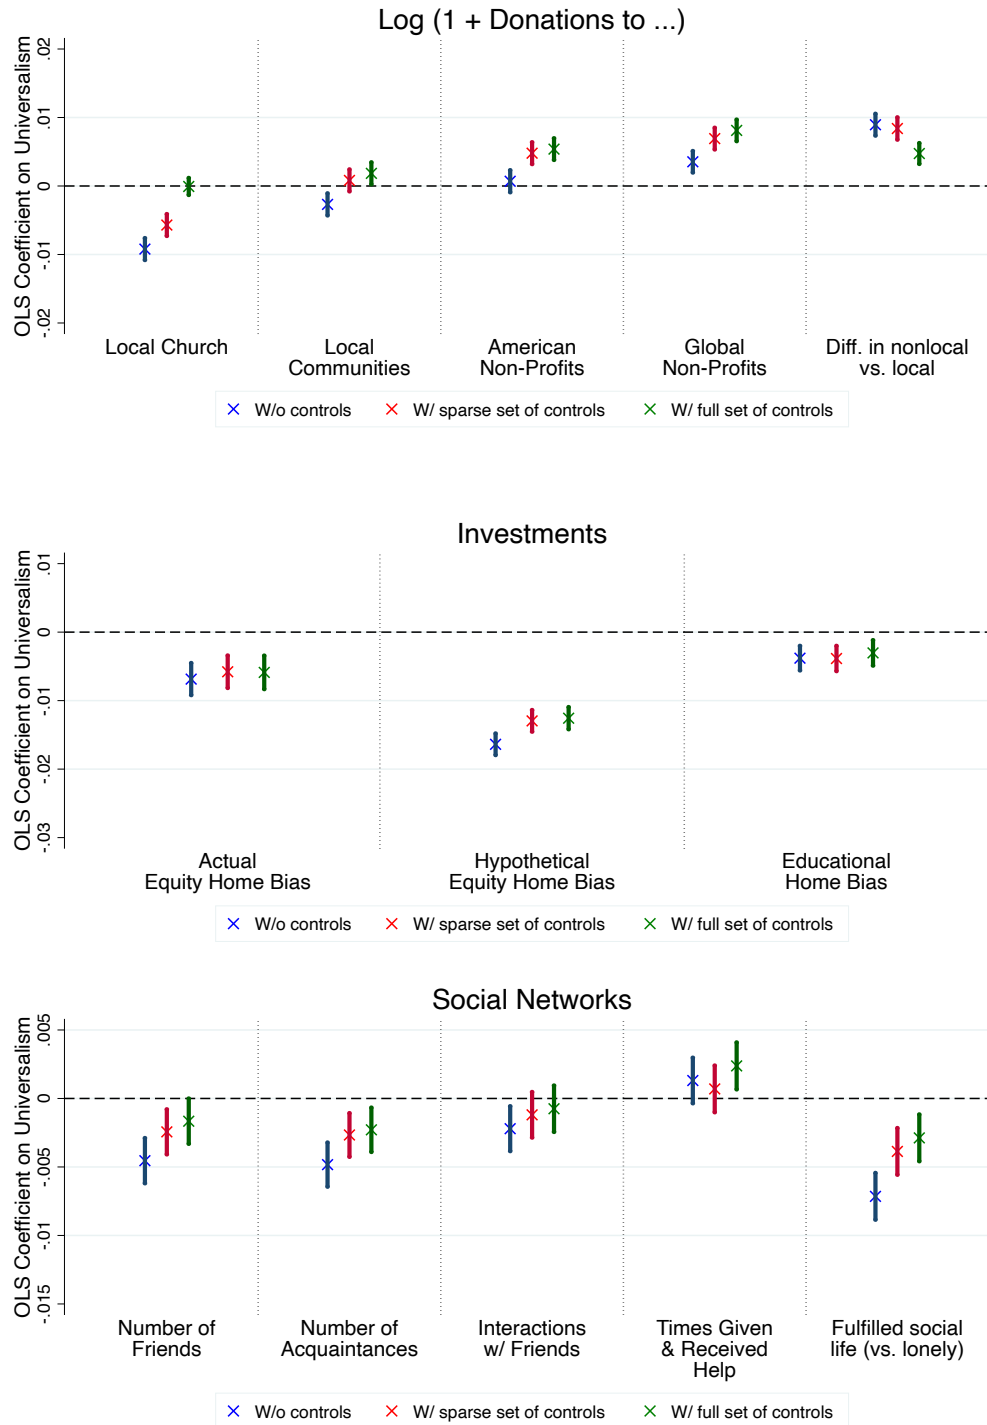 Log (1 + Donations to ...)
OLS Coefficient on Universalism
.02
.01
0
-.01
-.02
Local Church
Local
Communities
American
Non-Profits
Global
Non-Profits
Diff. in nonlocal
vs. local
W/o controls
W/ sparse set of controls
W/ full set of controls
Investments
OLS Coefficient on Universalism
.01
0
-.01
-.02
-.03
Actual
Equity Home Bias
Hypothetical
Equity Home Bias
Educational
Home Bias
W/o controls
W/ sparse set of controls
W/ full set of controls
Social Networks
OLS Coefficient on Universalism
.005
0
-.005
-.01
-.015
Number of
Friends
Number of
Acquaintances
Interactions
w/ Friends
Times Given
& Received
Help
Fulfilled social
life (vs. lonely)
W/o controls
W/ sparse set of controls
W/ full set of controls